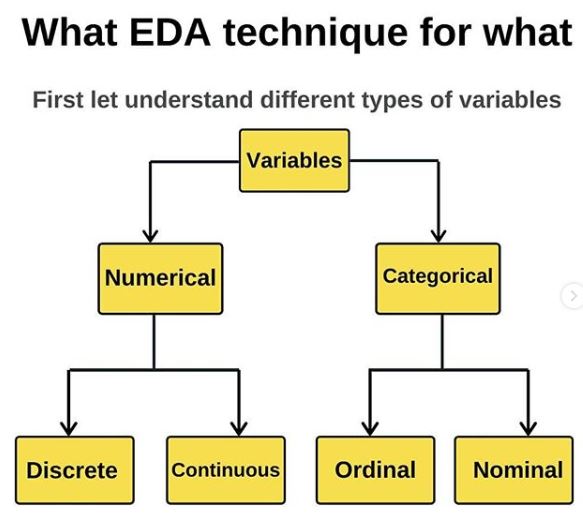 What EDA technique for what
First let understand different types of variables
Variables
Numerical
Categorical
Discrete
Continuous
Ordinal
Nominal